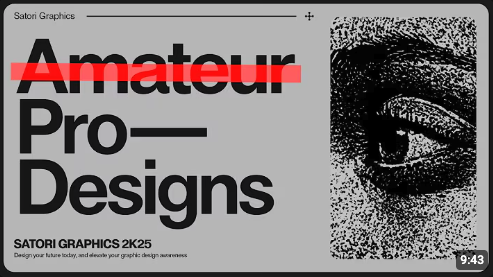 Satori Graphics
Amateur
Pro—
Designs
SATORI GRAPHICS 2K25
Design your future today, and elevate your graphic design awareness
9:43